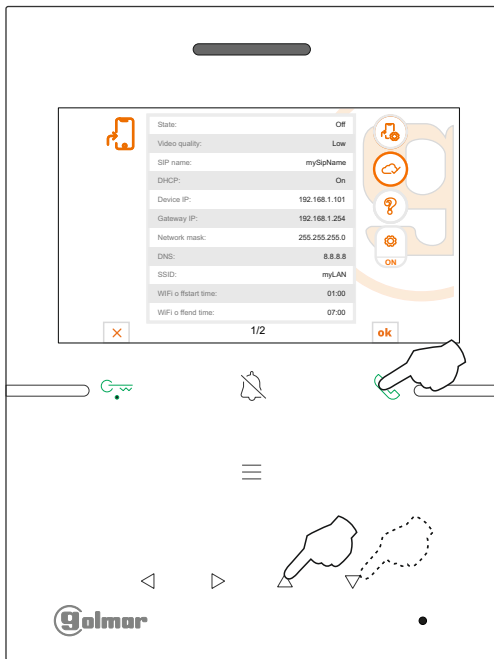 State: Off
Video quality: Low
SIP name: mySipName
DHCP: On
Device IP: 192.168.1.101
Gateway IP: 192.168.1.254
Network mask: 255.255.255.0
DNS: 8.8.8.8
SSID: myLAN
WIFi o ffstart time: 01:00
WIFi o ffend time: 07:00
ON
1/2
ok
golmar